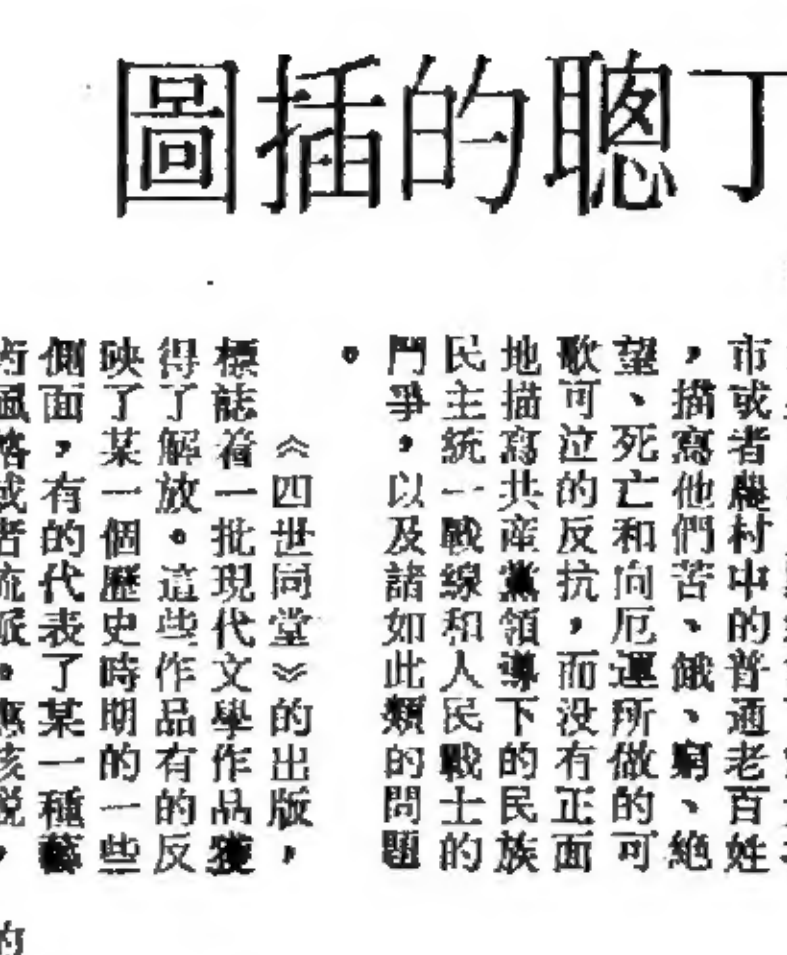 丁聰的插圖
市或者農村中的普通老百姓
，描寫他們苦、餓、窮、絶
望、死亡和向厄運所做的可
歌可泣的反抗，而没有正面
地描寫共産黨領導下的民族
民主統一戰線和人民戰士的
鬥爭，以及諸如此類的問題
。
《四世同堂》的出版，
標誌着一批現代文學作品獲
得了解放。這些作品有的反
映了某一個歷史時期的一些
側面，有的代表了某一種藝
術風格或者流派。應該説，
的